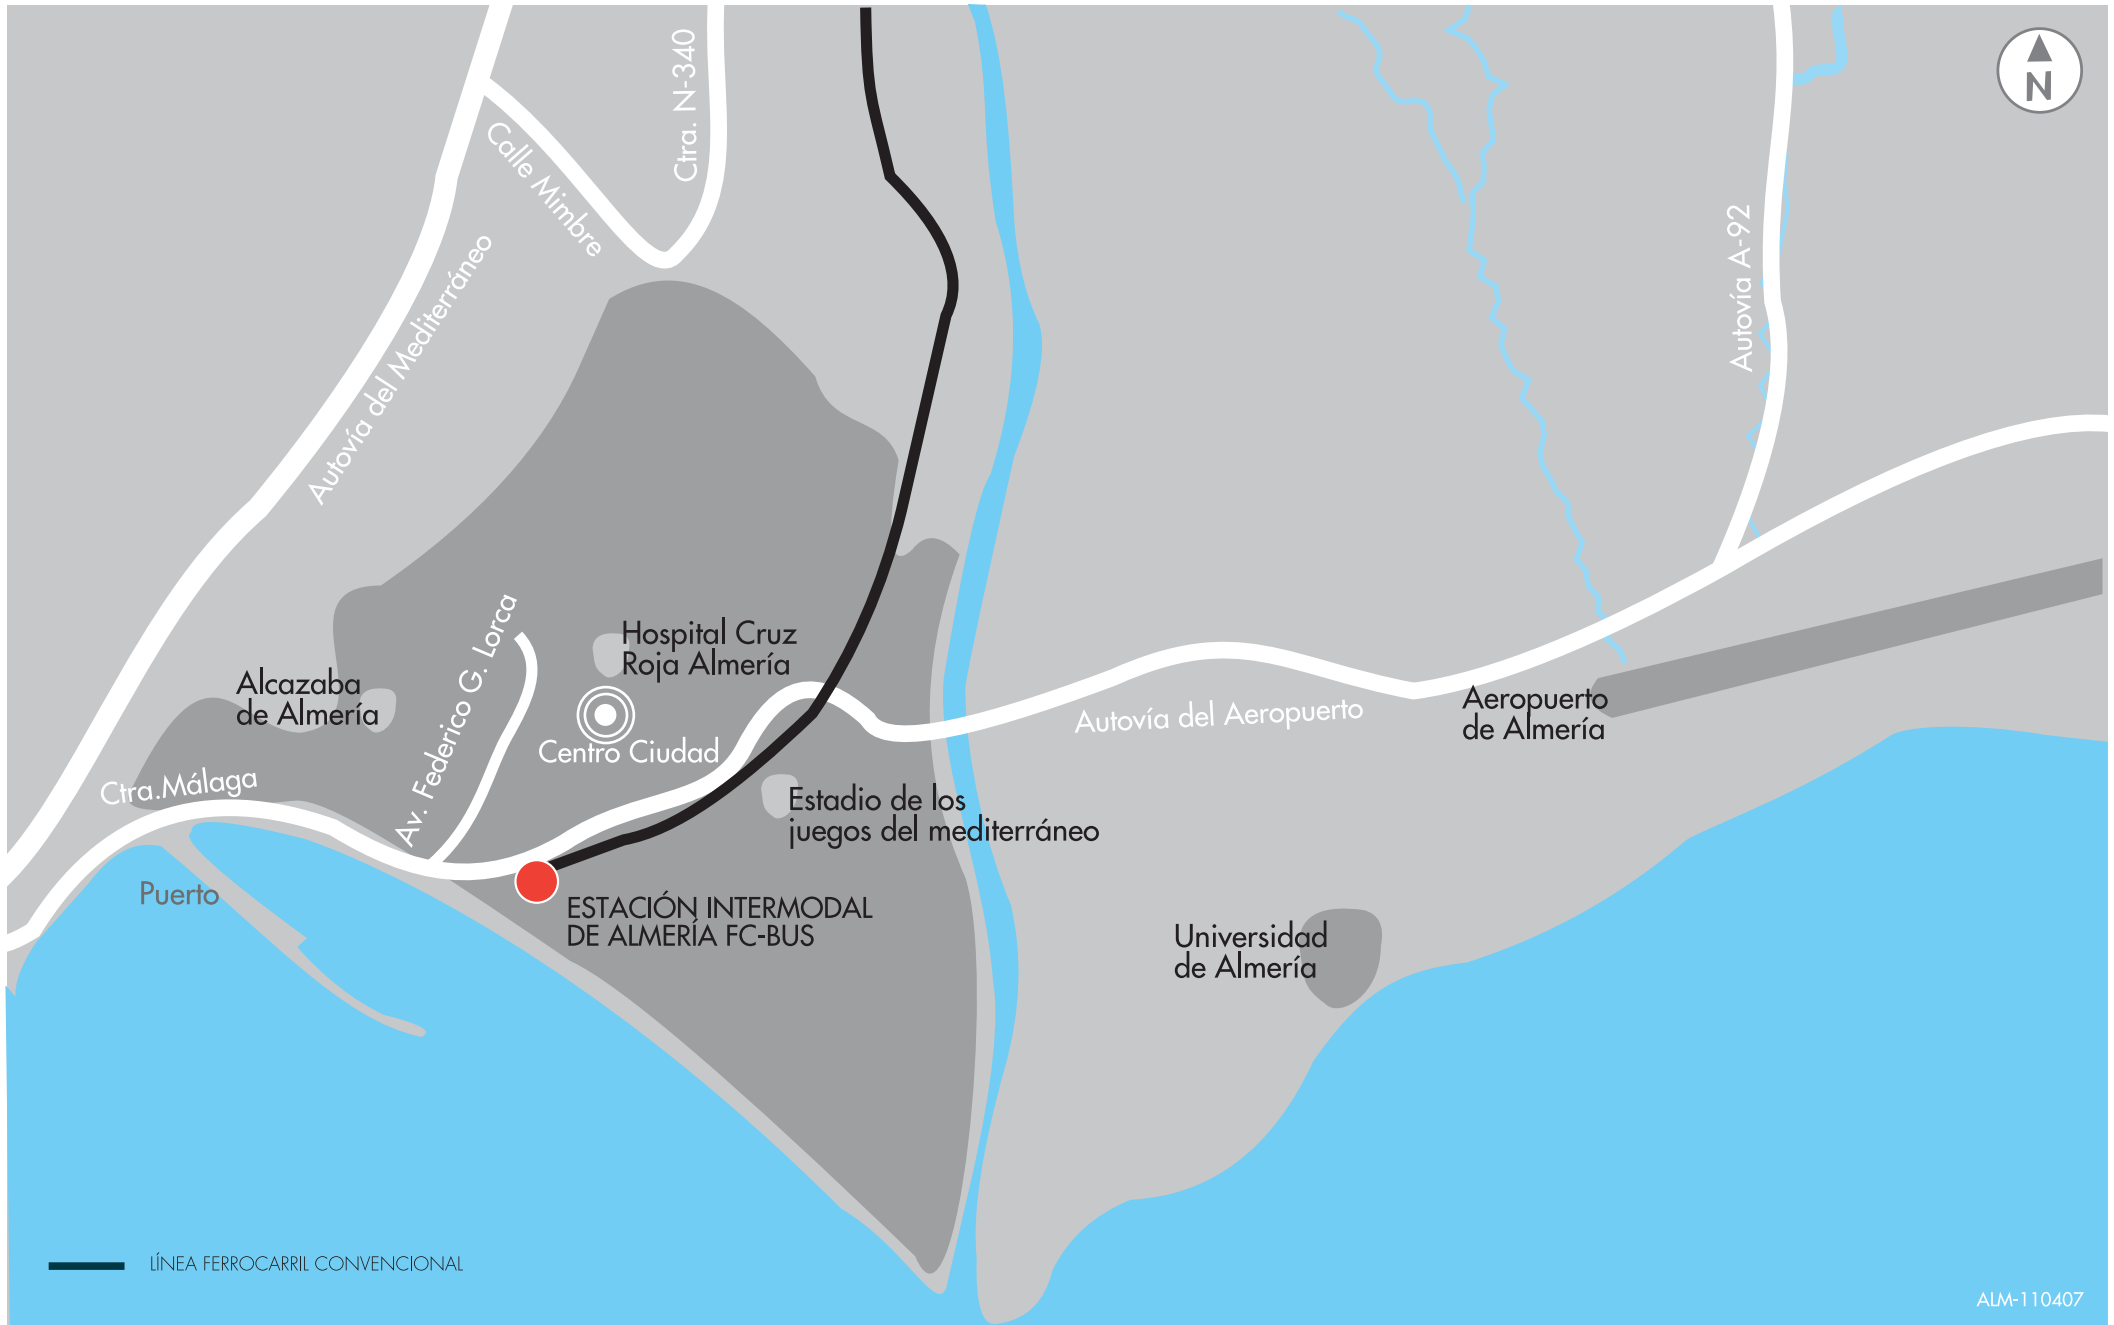 N
Ctra. N-340
Calle Mimbre
Autovía del Mediterráneo
Autovía A-92
Av. Federico G. Lorca
Hospital Cruz
Roja Almería
Alcazaba
de Almería
Centro Ciudad
Autovía del Aeropuerto
Aeropuerto
de Almería
Ctra.Málaga
Estadio de los
juegos del mediterráneo
Puerto
ESTACIÓN INTERMODAL
DE ALMERÍA FC-BUS
Universidad
de Almería
LÍNEA FERROCARRIL CONVENCIONAL
ALM-110407